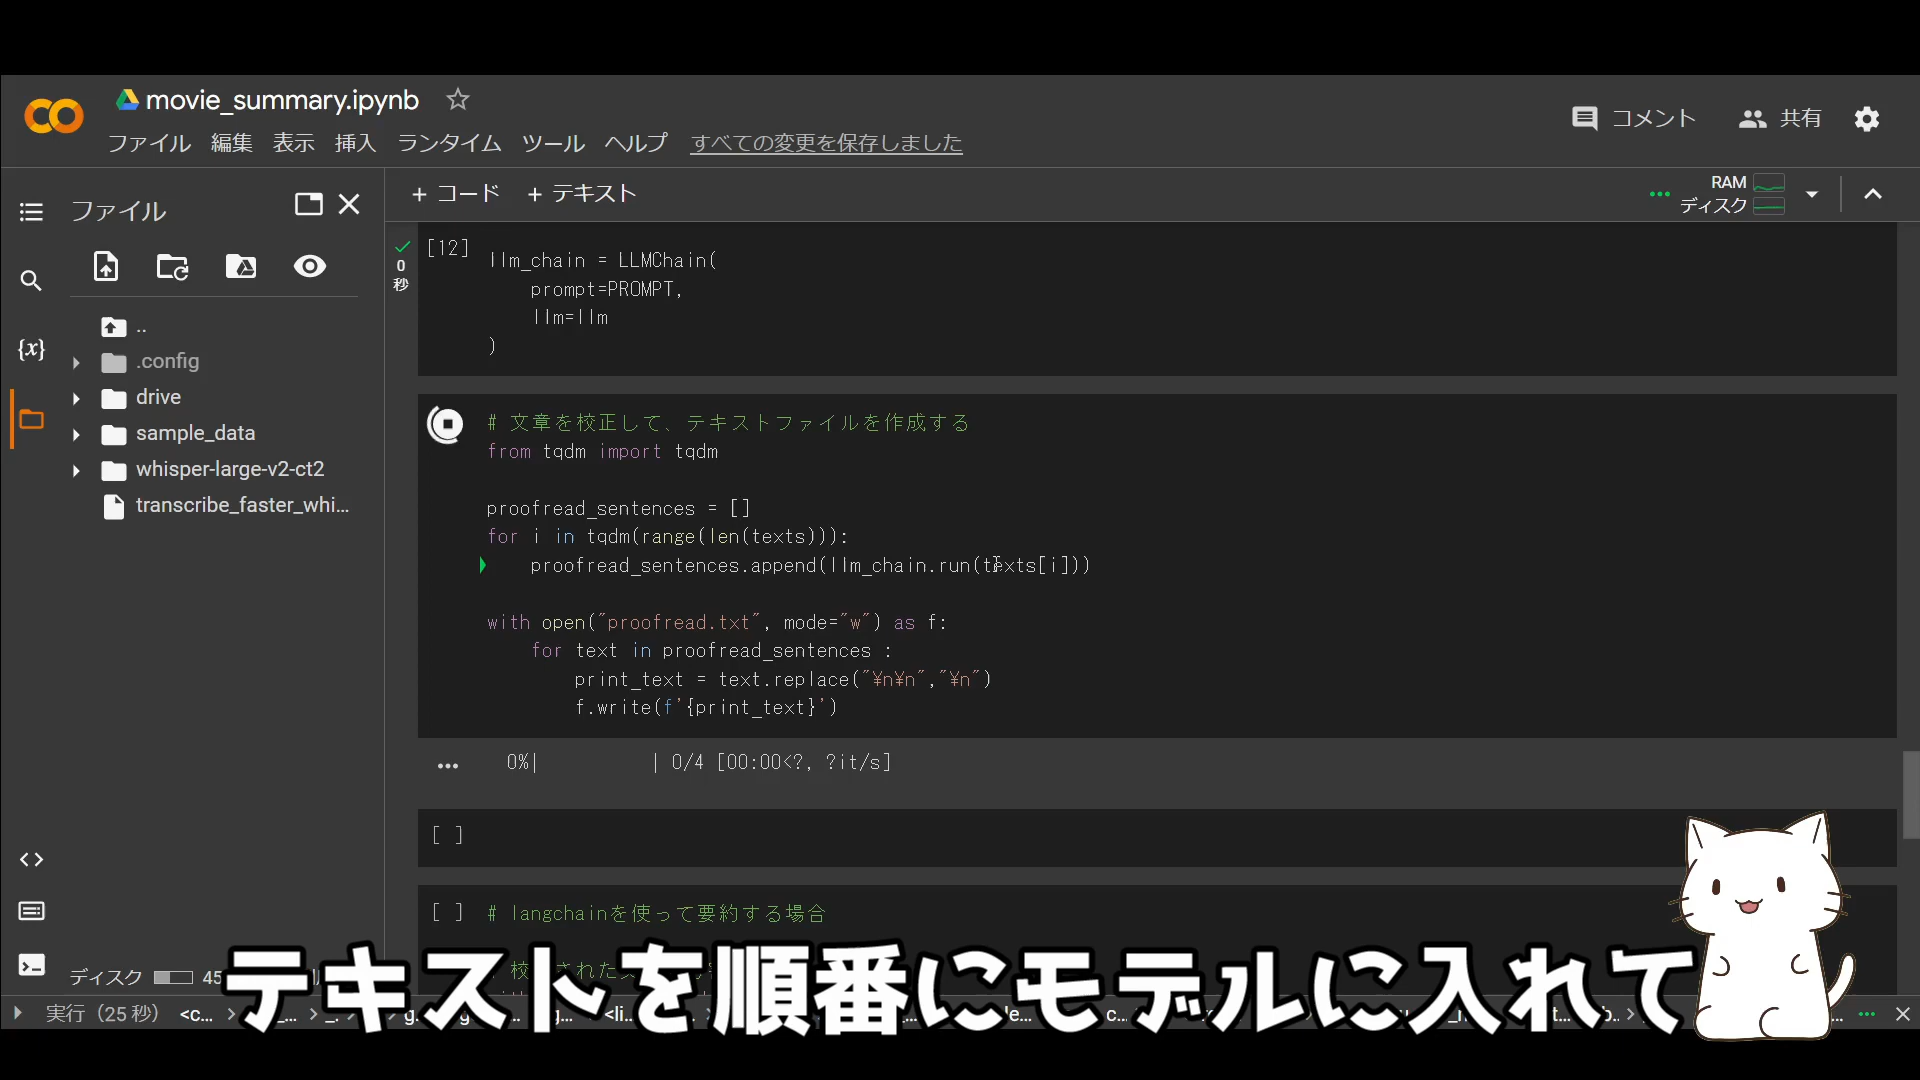 movie_summary.ipynb
ファイル 編集 表示 挿入 ランタイム ツール ヘルプ すべての変更を保存しました
コメント 共有
ファイル
+ コード + テキスト
RAM
ディスク
..
.config
drive
sample_data
whisper-large-v2-ct2
transcribe_faster_whi...
{x}
0
秒
[12]
llm_chain = LLMChain(
prompt=PROMPT,
llm=llm
)
# 文章を校正して、テキストファイルを作成する
from tqdm import tqdm
proofread_sentences = []
for i in tqdm(range(len(texts))):
proofread_sentences.append(llm_chain.run(texts[i]))
with open("proofread.txt", mode="w") as f:
for text in proofread_sentences :
print_text = text.replace("¥n¥n","¥n")
f.write(f'{print_text}')
0%| | 0/4 [00:00<?, ?it/s]
[ ]
[ ] # langchainを使って要約する場合
ディスク 45
テキストを順番にモデルに入れて
実行（25 秒） <c...